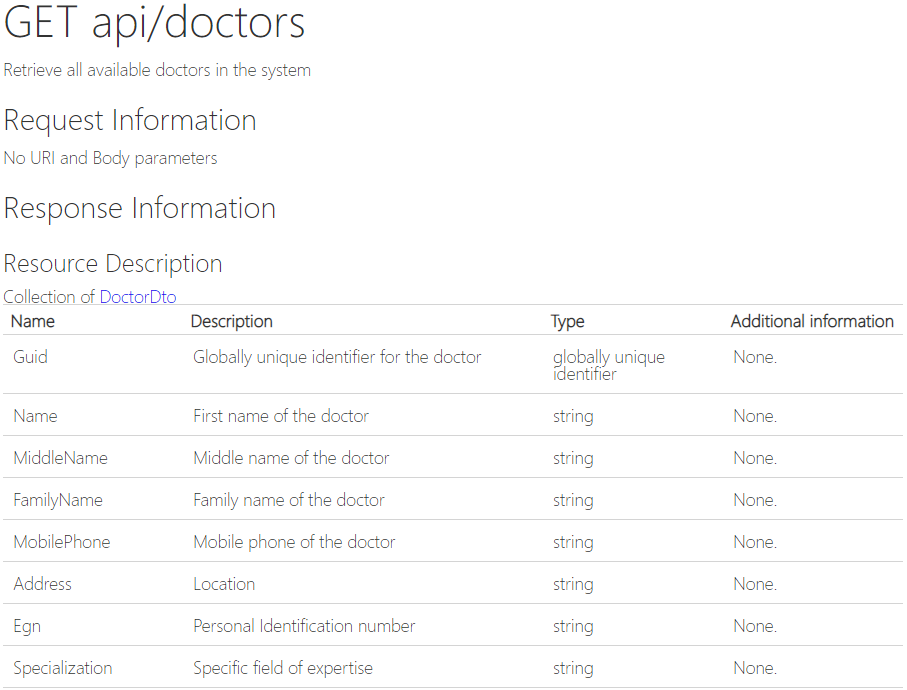 GET api/doctors
Retrieve all available doctors in the system
Request Information
No URI and Body parameters
Response Information
Resource Description
Collection of DoctorDto
Name Description Type Additional information
Guid Globally unique identifier for the doctor globally unique identifier None.
Name First name of the doctor string None.
MiddleName Middle name of the doctor string None.
FamilyName Family name of the doctor string None.
MobilePhone Mobile phone of the doctor string None.
Address Location string None.
Egn Personal Identification number string None.
Specialization Specific field of expertise string None.